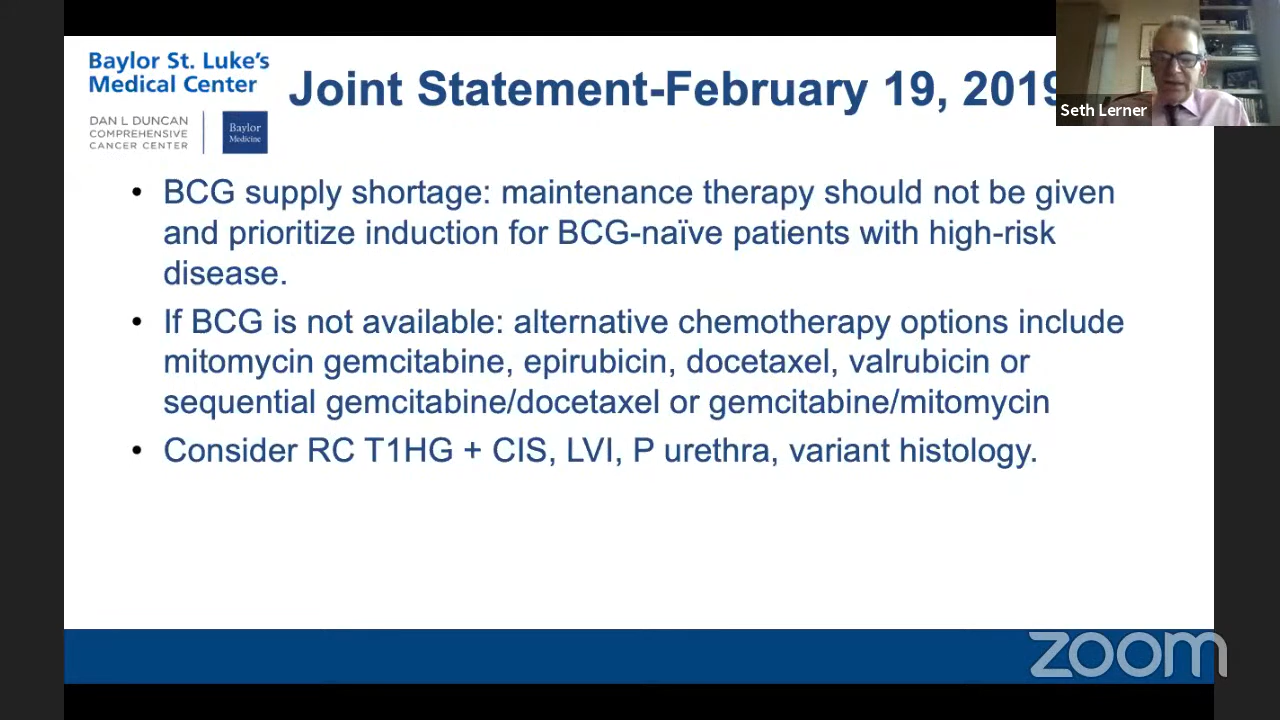 Baylor St. Luke's
Medical Center
DAN L DUNCAN
COMPREHENSIVE
CANCER CENTER
Baylor
Medicine
Joint Statement-February 19, 2019
Seth Lerner
• BCG supply shortage: maintenance therapy should not be given
and prioritize induction for BCG-naïve patients with high-risk
disease.
• If BCG is not available: alternative chemotherapy options include
mitomycin gemcitabine, epirubicin, docetaxel, valrubicin or
sequential gemcitabine/docetaxel or gemcitabine/mitomycin
• Consider RC T1HG + CIS, LVI, P urethra, variant histology.
zoom